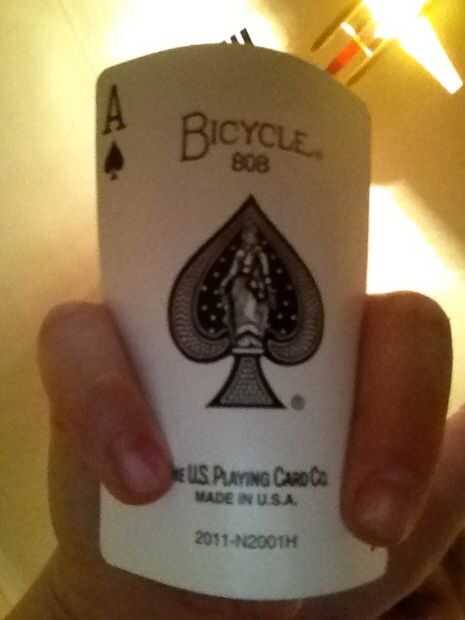 A
BICYCLE®
808
®
U.S. PLAYING CARD CO.
MADE IN U.S.A.
2011-N2001H